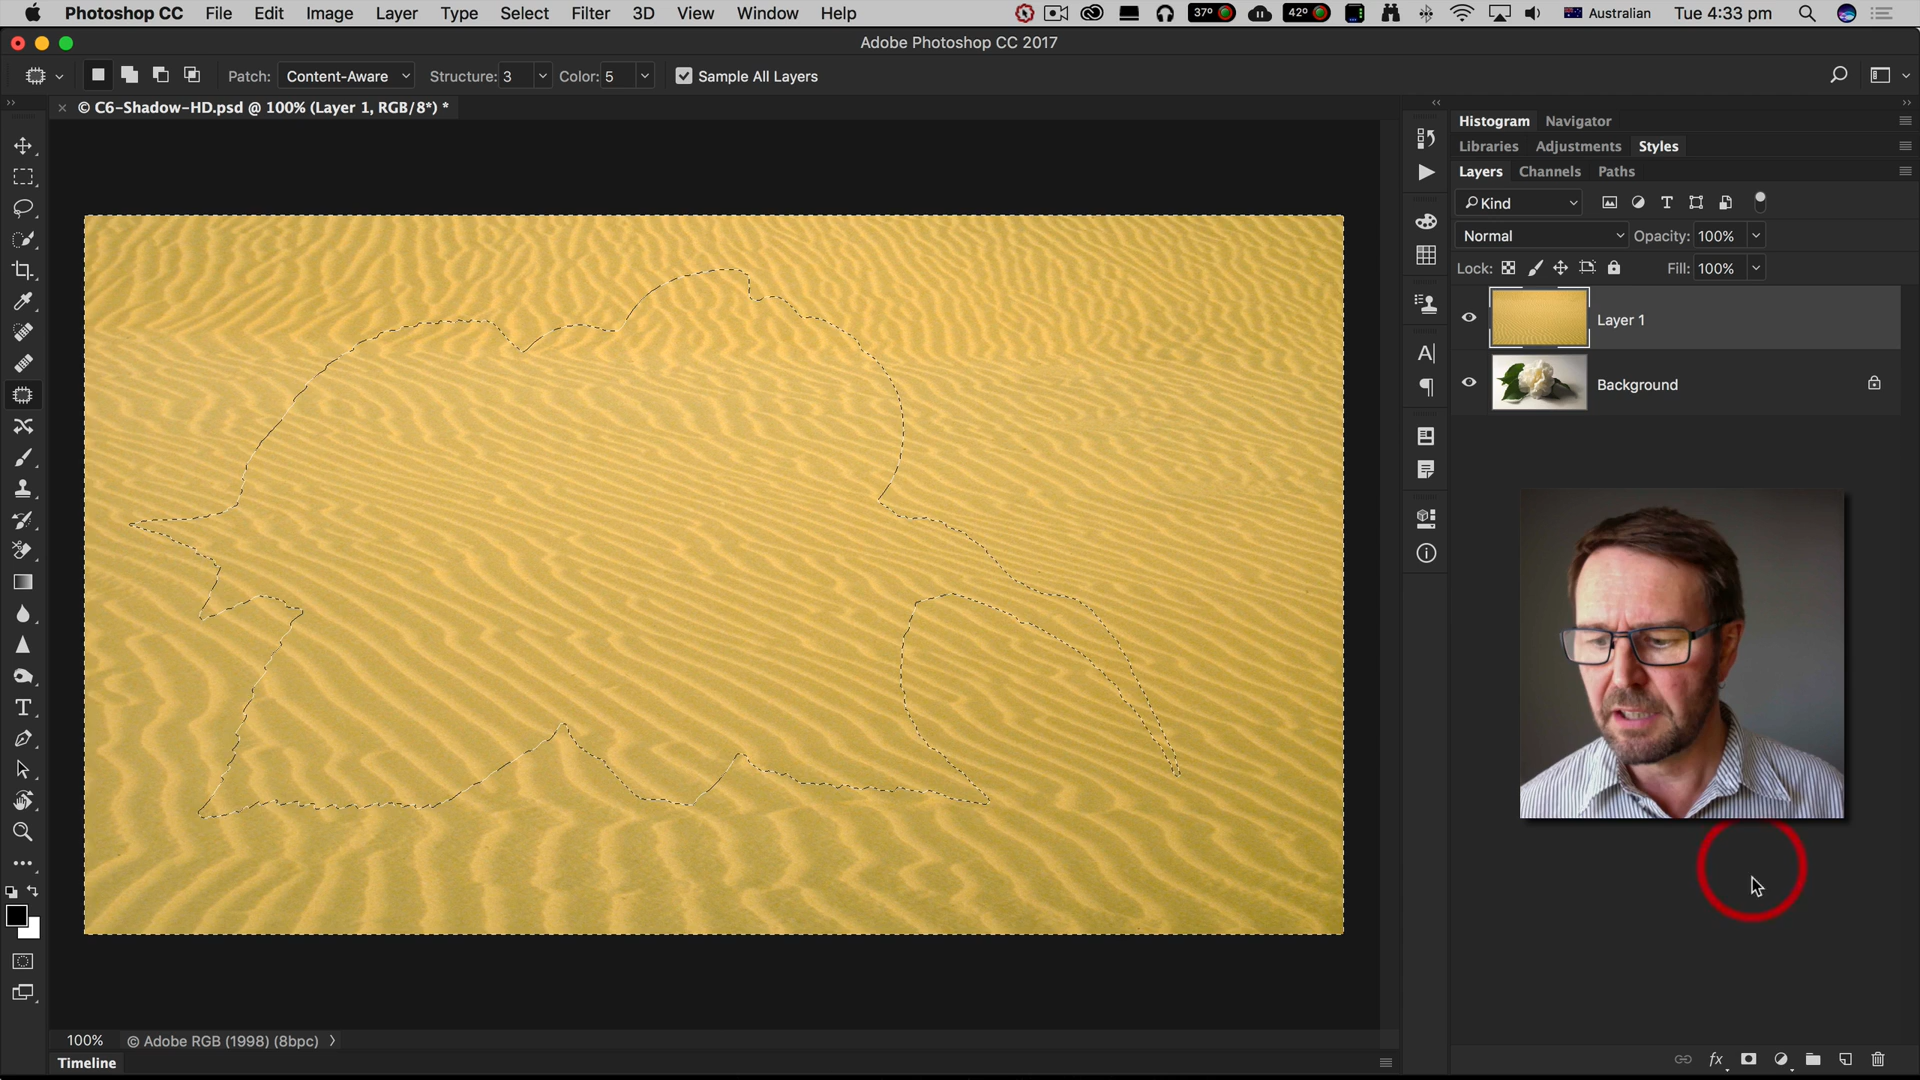 Photoshop CC File Edit Image Layer Type Select Filter 3D View Window Help 37° 42° Australian Tue 4:33 pm
Adobe Photoshop CC 2017
Patch: Content-Aware Structure: 3 Color: 5 Sample All Layers
© C6-Shadow-HD.psd @ 100% (Layer 1, RGB/8*) *
Histogram Navigator
Libraries Adjustments Styles
Layers Channels Paths
Kind
Normal Opacity: 100%
Lock: Fill: 100%
Layer 1
Background
100% © Adobe RGB (1998) (8bpc)
Timeline